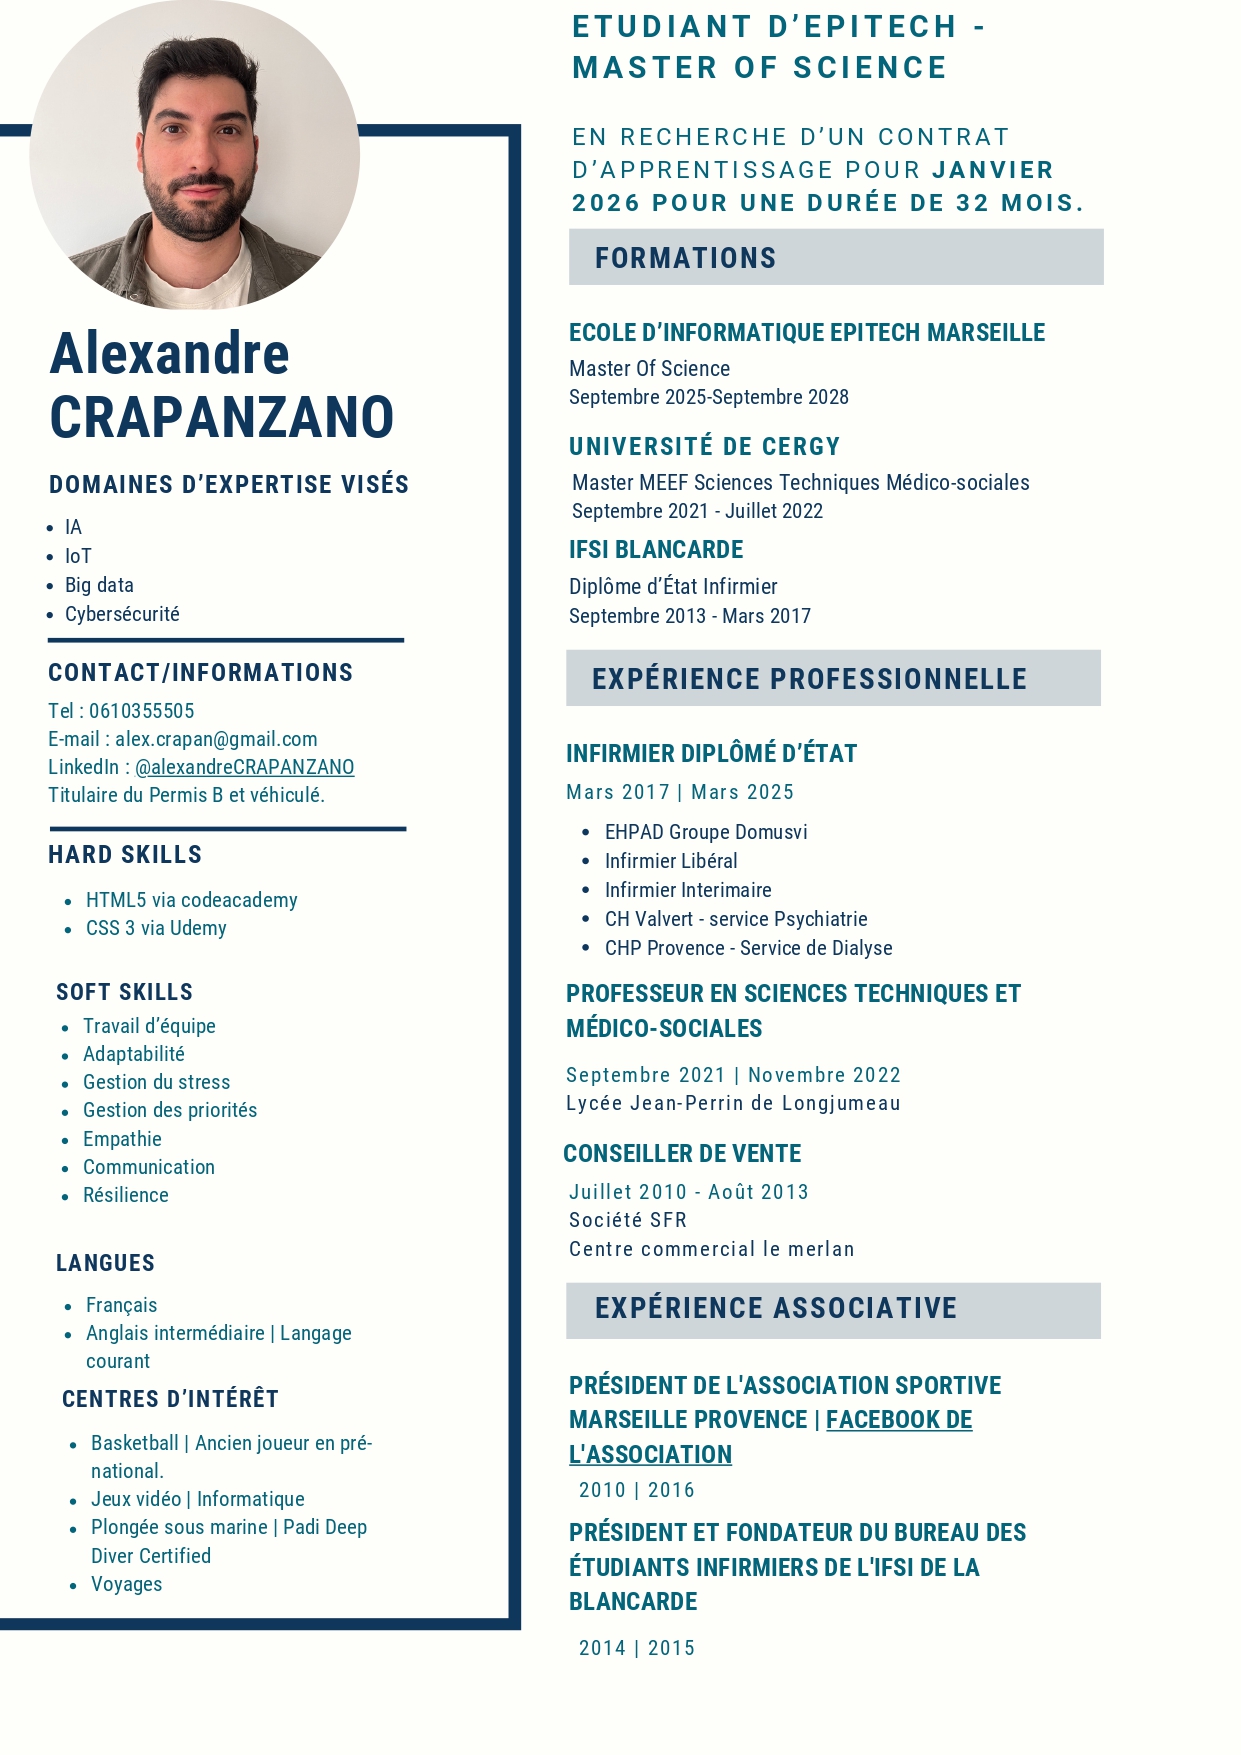 Alexandre
CRAPANZANO
DOMAINES D’EXPERTISE VISÉS
• IA
• IoT
• Big data
• Cybersécurité
CONTACT/INFORMATIONS
Tel : 0610355505
E-mail : alex.crapan@gmail.com
LinkedIn : @alexandreCRAPANZANO
Titulaire du Permis B et véhiculé.
HARD SKILLS
• HTML5 via codeacademy
• CSS 3 via Udemy
SOFT SKILLS
• Travail d’équipe
• Adaptabilité
• Gestion du stress
• Gestion des priorités
• Empathie
• Communication
• Résilience
LANGUES
• Français
• Anglais intermédiaire | Langage
courant
CENTRES D’INTÉRÊT
• Basketball | Ancien joueur en pré-
national.
• Jeux vidéo | Informatique
• Plongée sous marine | Padi Deep
Diver Certified
• Voyages
ETUDIANT D’EPITECH -
MASTER OF SCIENCE
EN RECHERCHE D’UN CONTRAT
D’APPRENTISSAGE POUR JANVIER
2026 POUR UNE DURÉE DE 32 MOIS.
FORMATIONS
ECOLE D’INFORMATIQUE EPITECH MARSEILLE
Master Of Science
Septembre 2025-Septembre 2028
UNIVERSITÉ DE CERGY
Master MEEF Sciences Techniques Médico-sociales
Septembre 2021 - Juillet 2022
IFSI BLANCARDE
Diplôme d’État Infirmier
Septembre 2013 - Mars 2017
EXPÉRIENCE PROFESSIONNELLE
INFIRMIER DIPLÔMÉ D’ÉTAT
Mars 2017 | Mars 2025
• EHPAD Groupe Domusvi
• Infirmier Libéral
• Infirmier Interimaire
• CH Valvert - service Psychiatrie
• CHP Provence - Service de Dialyse
PROFESSEUR EN SCIENCES TECHNIQUES ET
MÉDICO-SOCIALES
Septembre 2021 | Novembre 2022
Lycée Jean-Perrin de Longjumeau
CONSEILLER DE VENTE
Juillet 2010 - Août 2013
Société SFR
Centre commercial le merlan
EXPÉRIENCE ASSOCIATIVE
PRÉSIDENT DE L'ASSOCIATION SPORTIVE
MARSEILLE PROVENCE | FACEBOOK DE
L'ASSOCIATION
2010 | 2016
PRÉSIDENT ET FONDATEUR DU BUREAU DES
ÉTUDIANTS INFIRMIERS DE L'IFSI DE LA
BLANCARDE
2014 | 2015